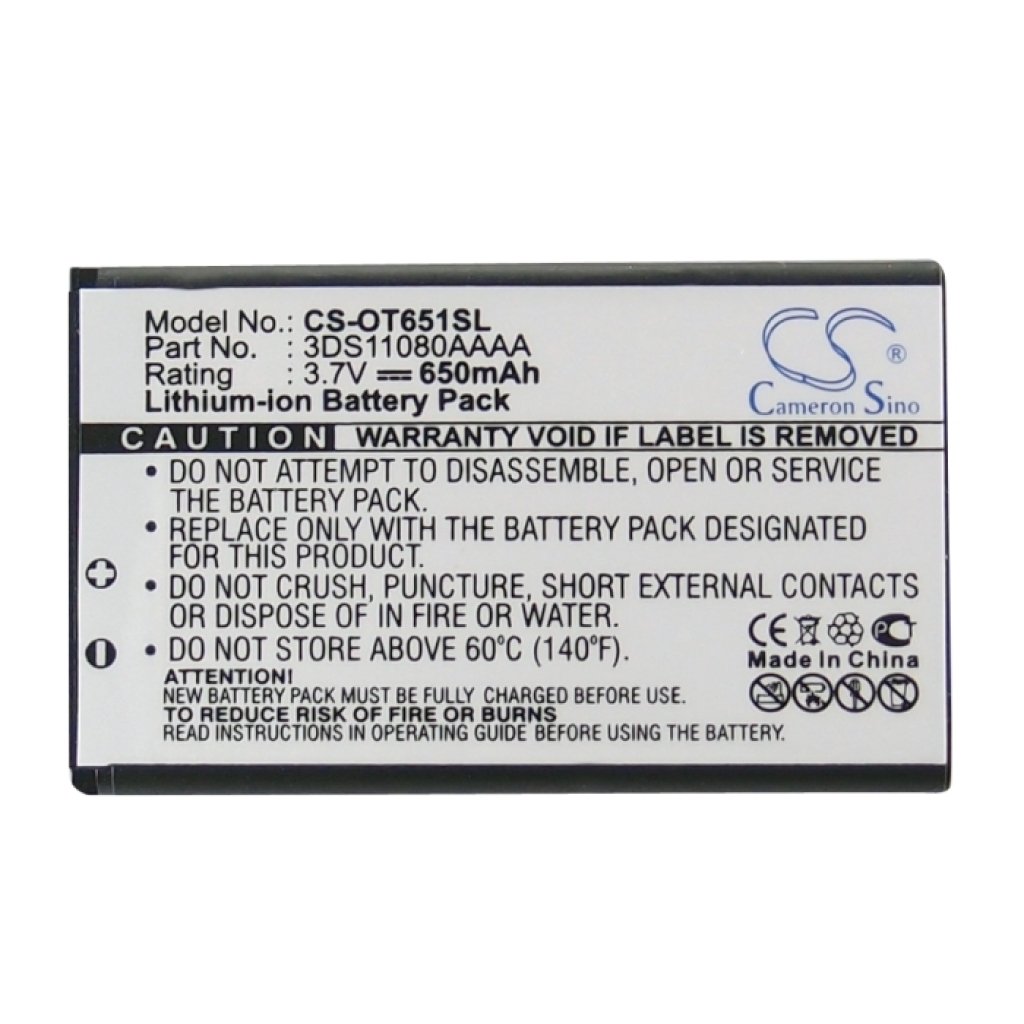 Model No.: CS-OT651SL
Part No. : 3DS11080AAAA
Rating : 3.7V ⎓ 650mAh
Lithium-ion Battery Pack
CS ®
Cameron Sino
CAUTION WARRANTY VOID IF LABEL IS REMOVED
• DO NOT ATTEMPT TO DISASSEMBLE, OPEN OR SERVICE
THE BATTERY PACK.
• REPLACE ONLY WITH THE BATTERY PACK DESIGNATED
FOR THIS PRODUCT.
• DO NOT CRUSH, PUNCTURE, SHORT EXTERNAL CONTACTS
OR DISPOSE OF IN FIRE OR WATER.
• DO NOT STORE ABOVE 60°C (140°F).
CE PCT
Made In China
ATTENTION!
NEW BATTERY PACK MUST BE FULLY CHARGED BEFORE USE.
TO REDUCE RISK OF FIRE OR BURNS
READ INSTRUCTIONS IN OPERATING GUIDE BEFORE USING THE BATTERY.